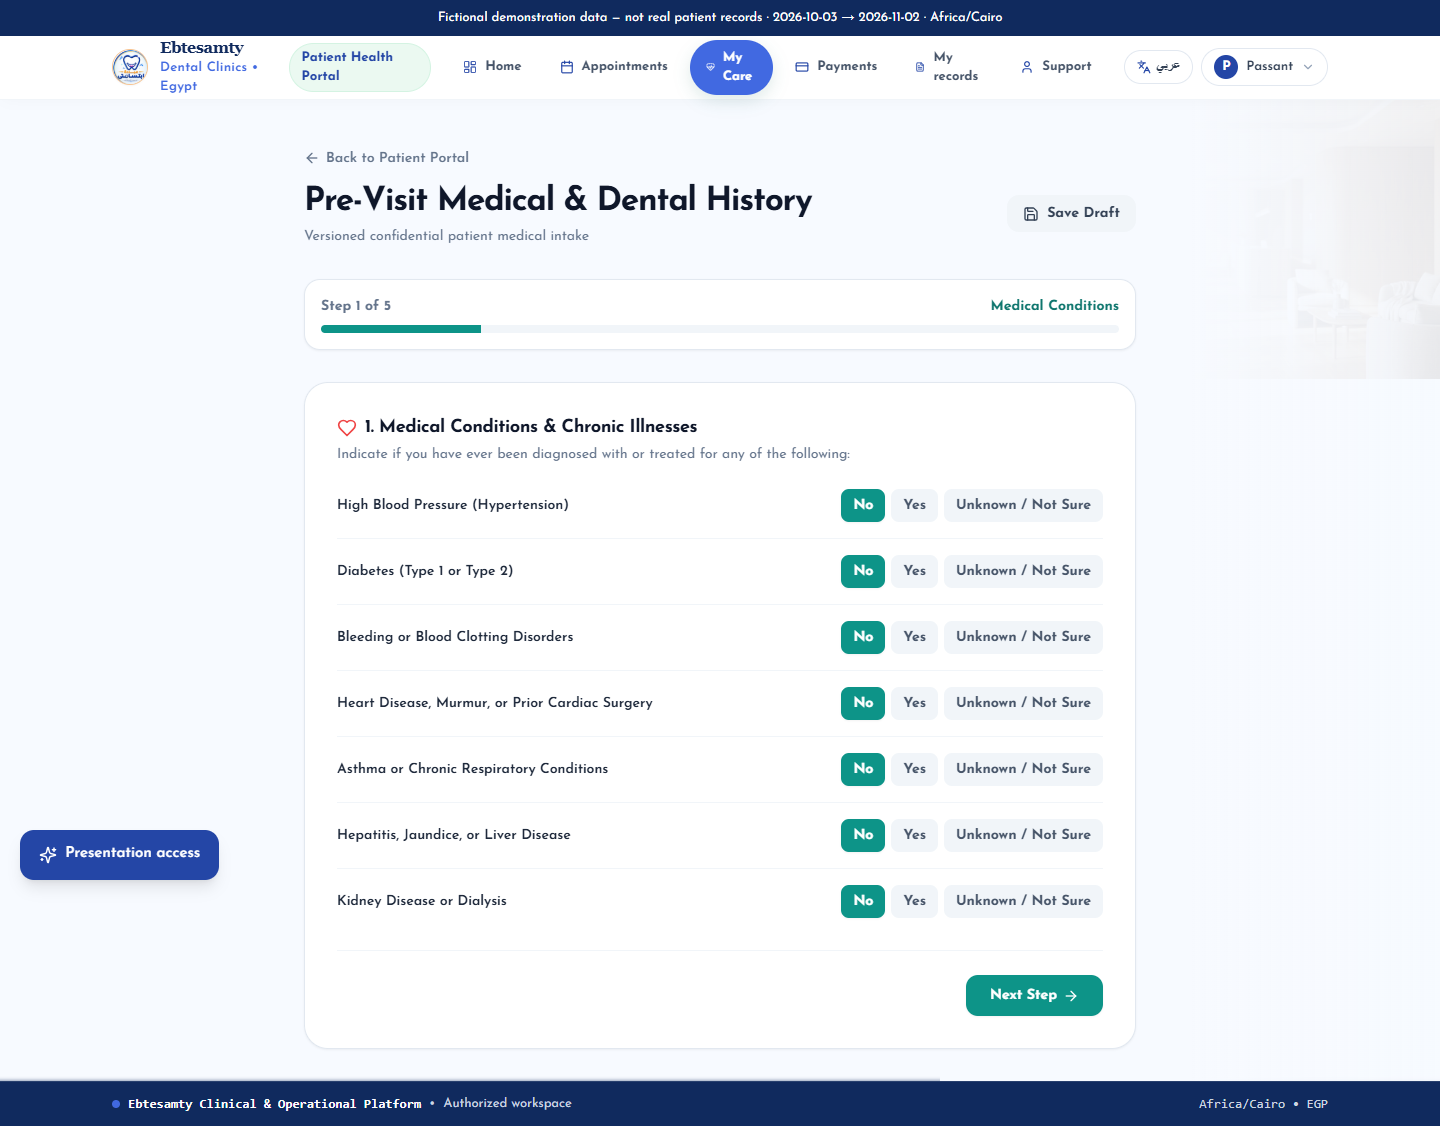 Fictional demonstration data — not real patient records · 2026-10-03 → 2026-11-02 · Africa/Cairo
Ebtesamty
Dental Clinics •
Egypt
Patient Health
Portal
Home
Appointments
My
Care
Payments
My
records
Support
عربي
P
Passant
Back to Patient Portal
Pre-Visit Medical & Dental History
Versioned confidential patient medical intake
Save Draft
Step 1 of 5
Medical Conditions
1. Medical Conditions & Chronic Illnesses
Indicate if you have ever been diagnosed with or treated for any of the following:
High Blood Pressure (Hypertension) No Yes Unknown / Not Sure
Diabetes (Type 1 or Type 2) No Yes Unknown / Not Sure
Bleeding or Blood Clotting Disorders No Yes Unknown / Not Sure
Heart Disease, Murmur, or Prior Cardiac Surgery No Yes Unknown / Not Sure
Asthma or Chronic Respiratory Conditions No Yes Unknown / Not Sure
Hepatitis, Jaundice, or Liver Disease No Yes Unknown / Not Sure
Kidney Disease or Dialysis No Yes Unknown / Not Sure
Presentation access
Next Step
Ebtesamty Clinical & Operational Platform • Authorized workspace
Africa/Cairo • EGP